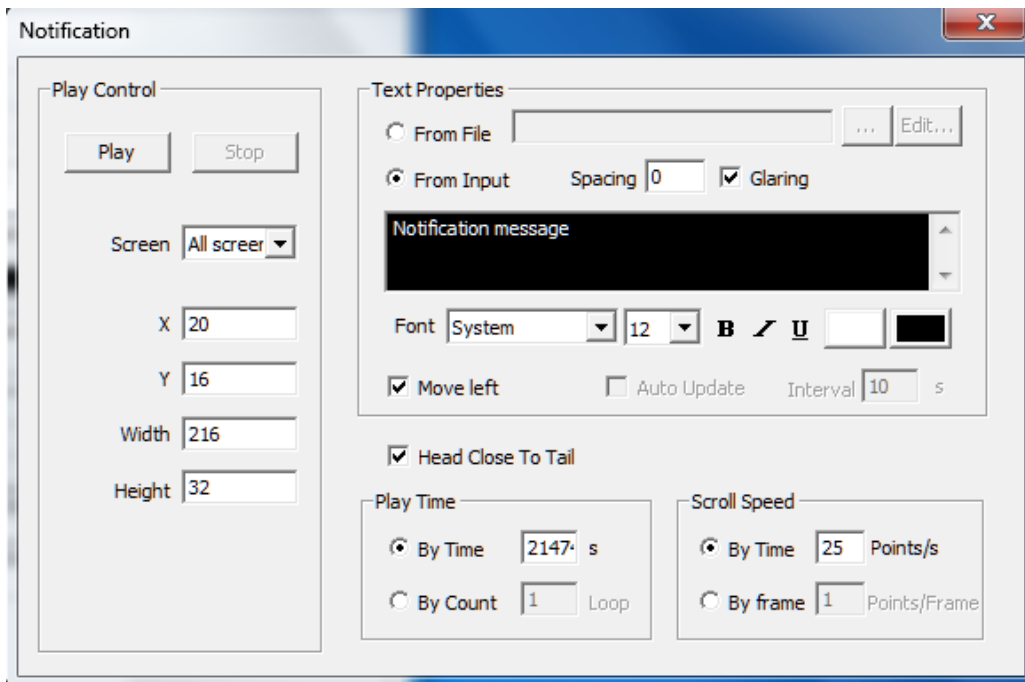 Notification
Play Control
Play Stop
Screen All screer
X 20
Y 16
Width 216
Height 32
Text Properties
From File ... Edit...
From Input Spacing 0 Glaring
Notification message
Font System 12 B I U
Move left Auto Update Interval 10 s
Head Close To Tail
Play Time
By Time 21474 s
By Count 1 Loop
Scroll Speed
By Time 25 Points/s
By frame 1 Points/Frame